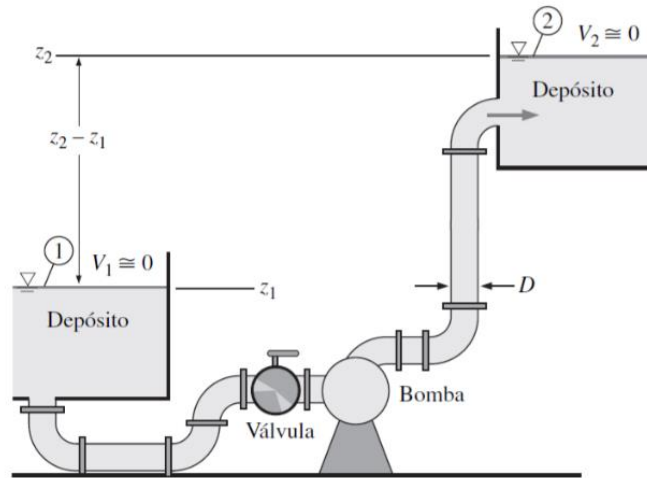 2
V₂ ≅ 0
z₂
Depósito
z₂ – z₁
1
V₁ ≅ 0
z₁
D
Depósito
Bomba
Válvula